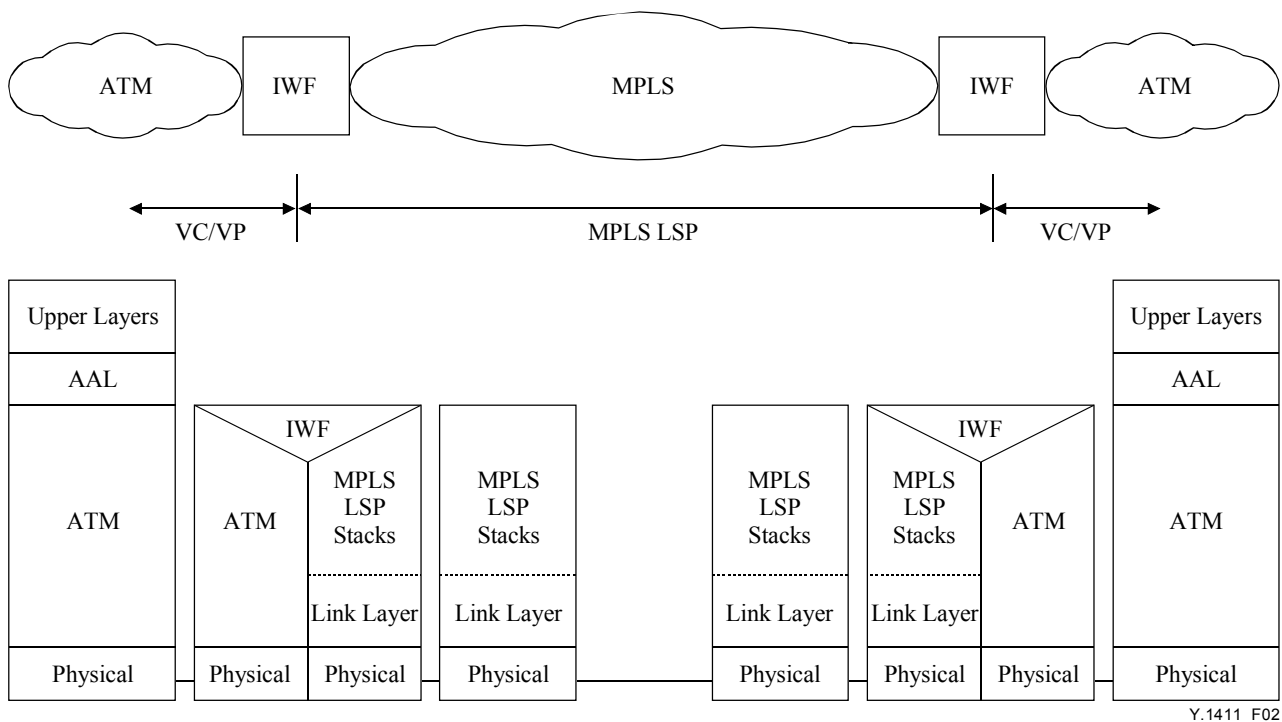 ATM
IWF
MPLS
IWF
ATM
VC/VP
MPLS LSP
VC/VP
Upper Layers
AAL
ATM
Physical
IWF
ATM
MPLS
LSP
Stacks
Link Layer
Physical
Physical
MPLS
LSP
Stacks
Link Layer
Physical
MPLS
LSP
Stacks
Link Layer
Physical
IWF
MPLS
LSP
Stacks
Link Layer
ATM
Physical
Physical
Upper Layers
AAL
ATM
Physical
Y.1411_F02